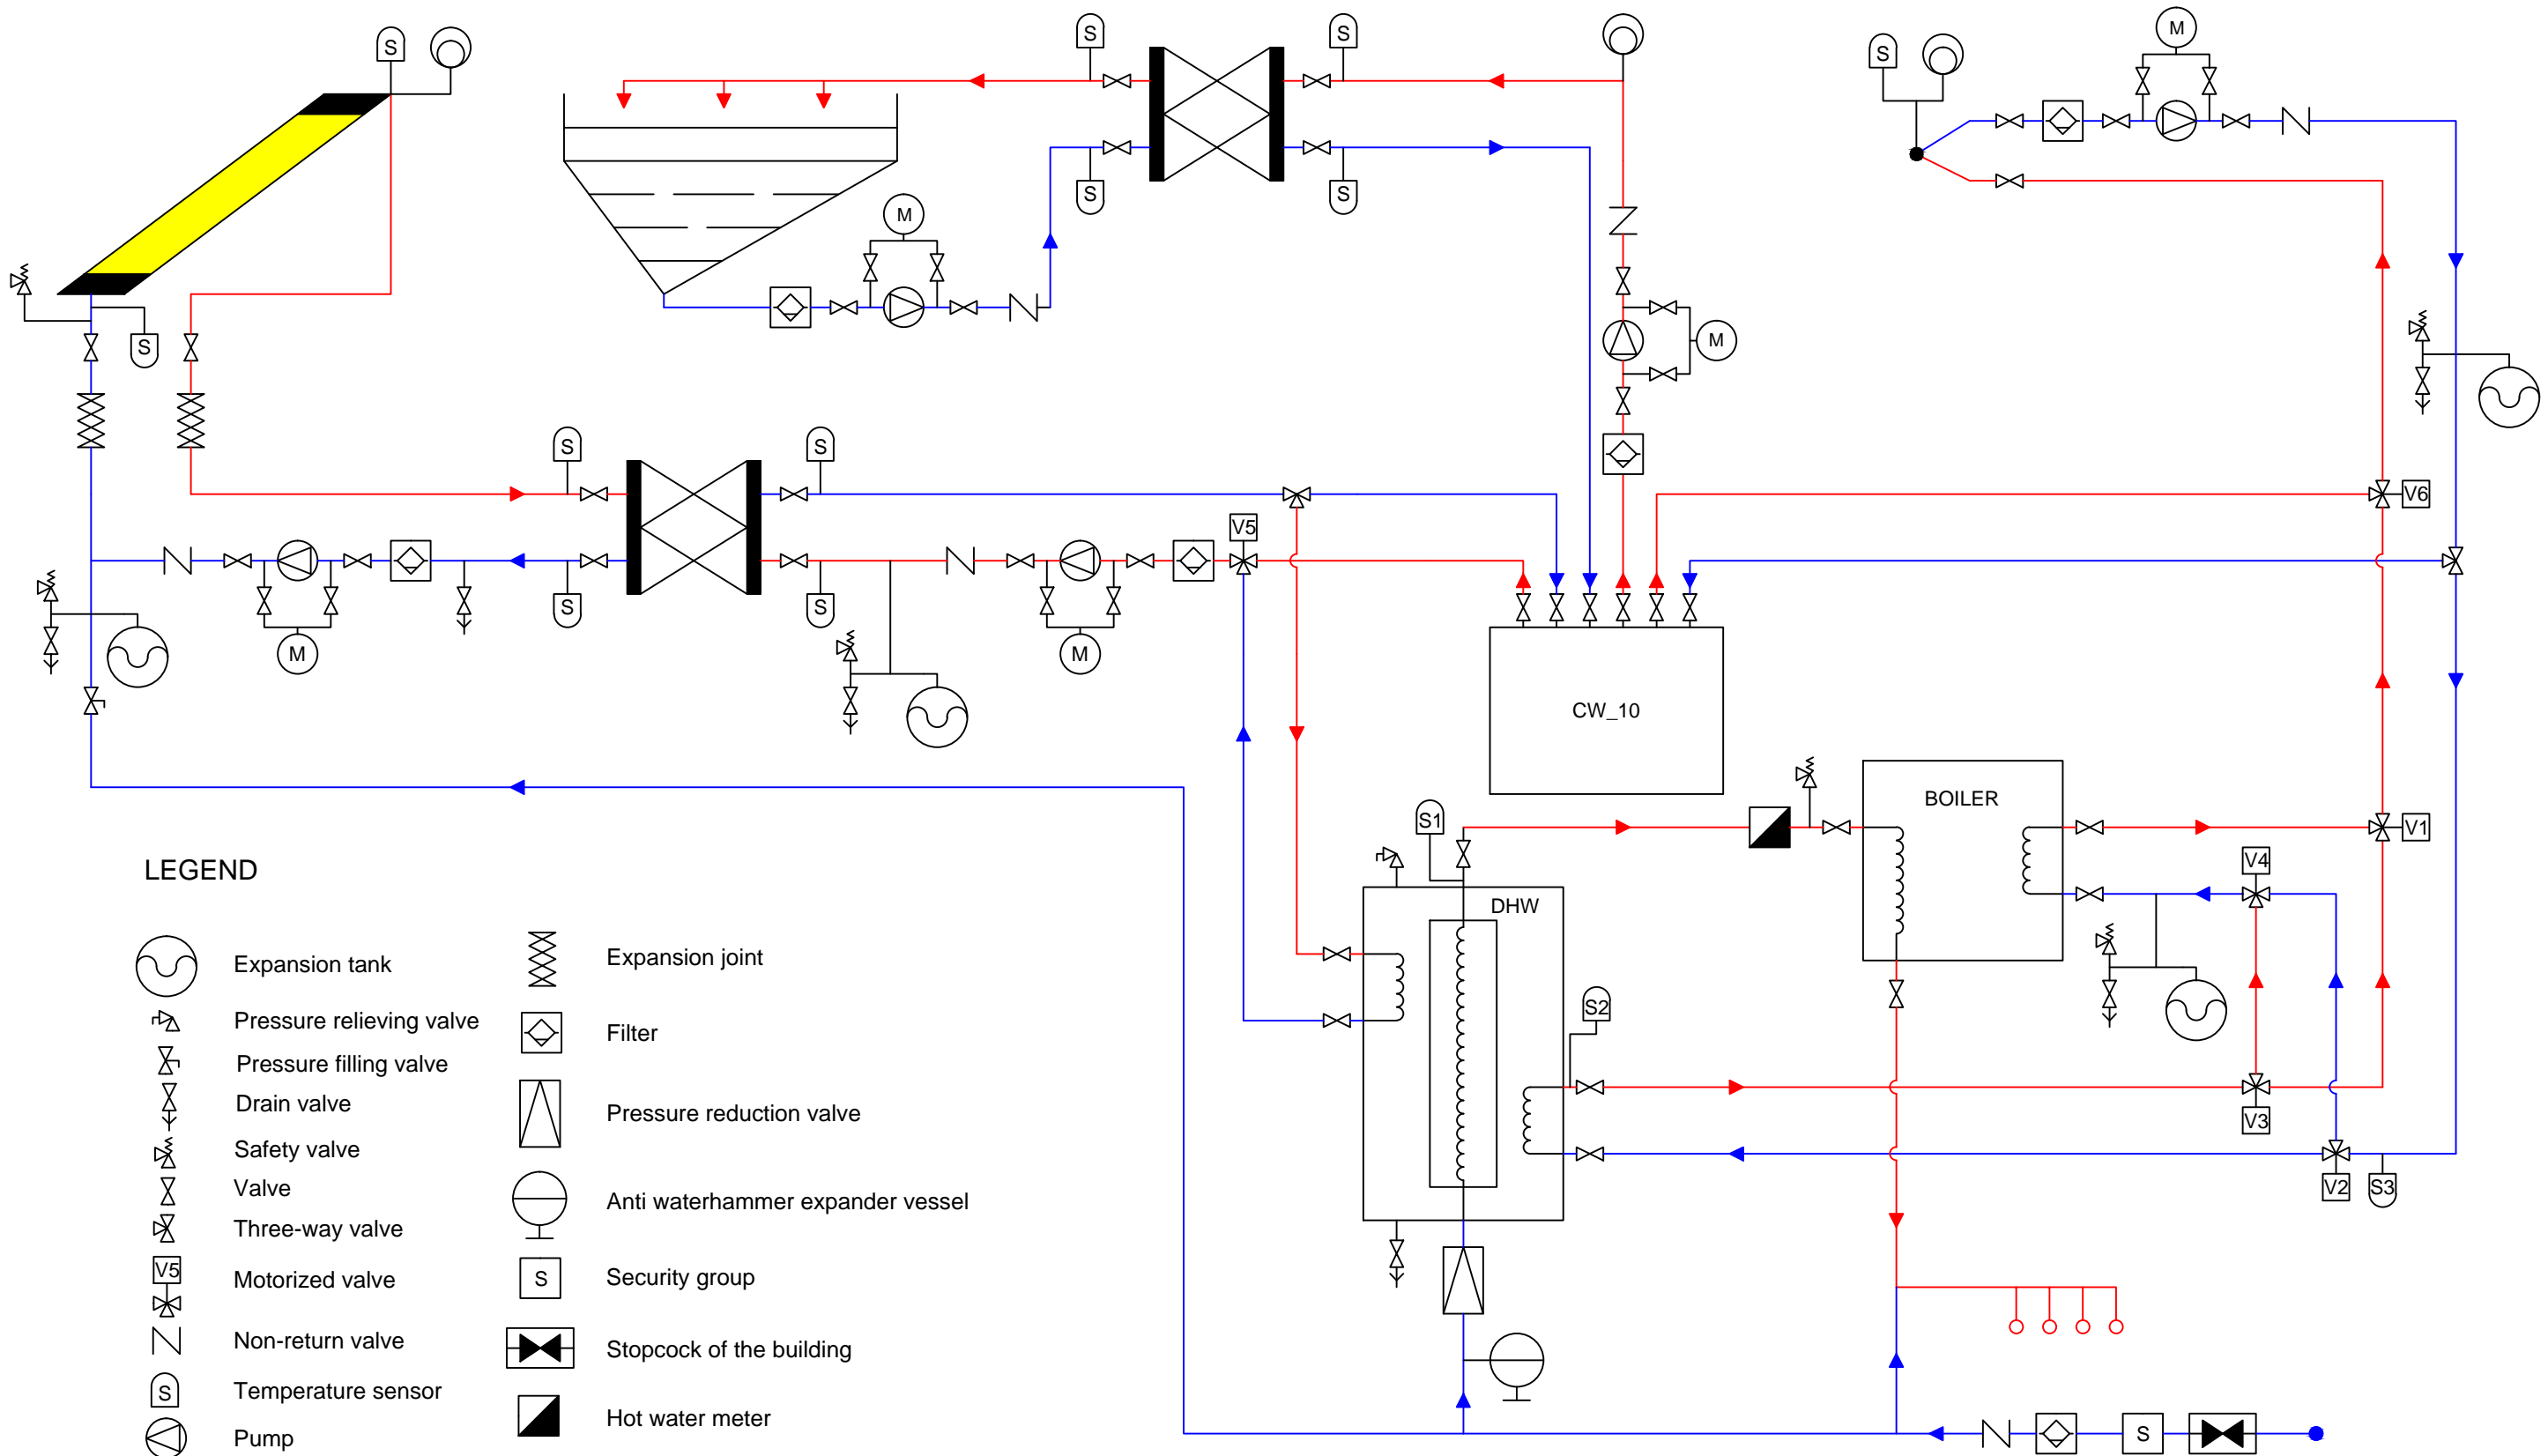 S
M
S
S
S
M
S
S
M
S
S
S
V5
V6
S
S
M
M
CW_10
S1
BOILER
V1
V4
LEGEND
DHW
S2
V3
V2
S3
Expansion tank
Pressure relieving valve
Pressure filling valve
Drain valve
Safety valve
Valve
Three-way valve
V5
Motorized valve
Non-return valve
S
Temperature sensor
Pump
Expansion joint
Filter
Pressure reduction valve
Anti waterhammer expander vessel
S
Security group
Stopcock of the building
Hot water meter
S